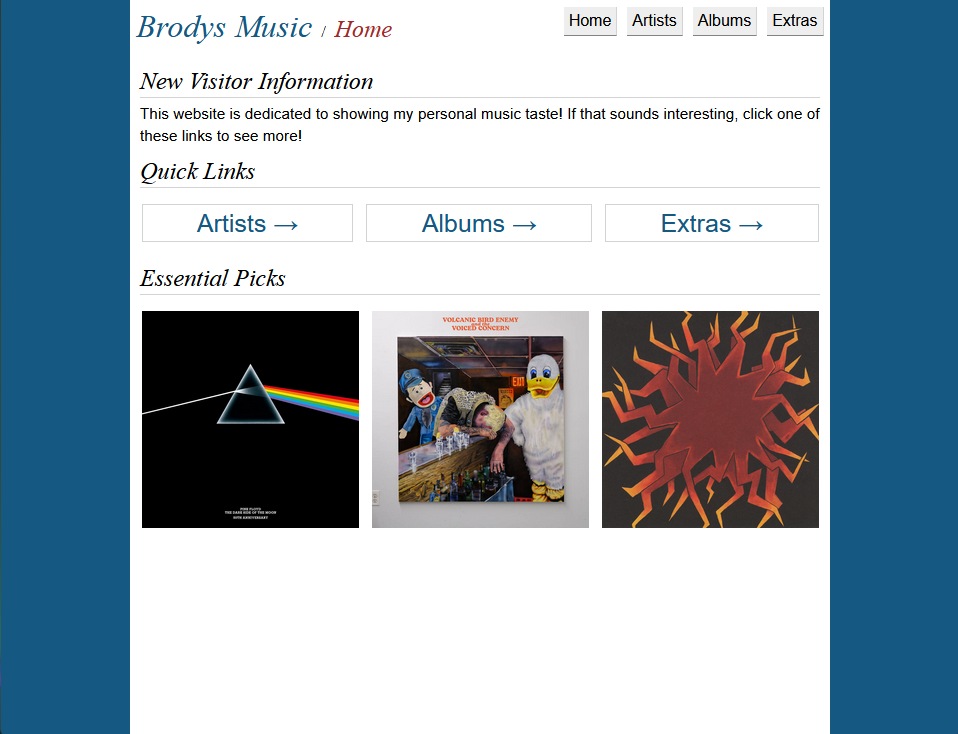 Brodys Music / Home
Home Artists Albums Extras
New Visitor Information
This website is dedicated to showing my personal music taste! If that sounds interesting, click one of
these links to see more!
Quick Links
Artists → Albums → Extras →
Essential Picks
PINK FLOYD
THE DARK SIDE OF THE MOON
50TH ANNIVERSARY
VOLCANIC BIRD ENEMY
and the
VOICED CONCERN
EXIT